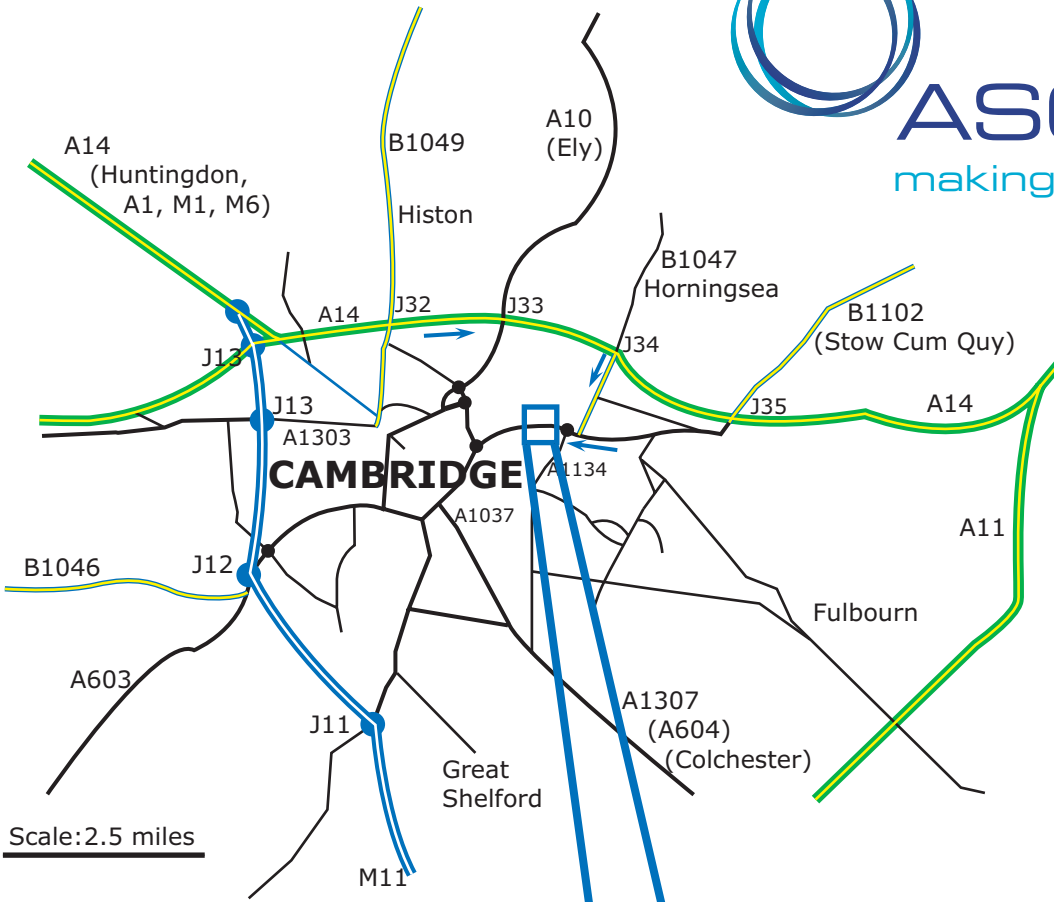 ASC
making
A10
(Ely)
A14
(Huntingdon,
A1, M1, M6)
B1049
Histon
B1047
Horningsea
B1102
(Stow Cum Quy)
A14
J32
J33
J34
J13
J35
A14
J13
A1303
CAMBRIDGE
A1134
A1037
A11
J12
B1046
Fulbourn
A603
A1307
(A604)
(Colchester)
J11
Great
Shelford
Scale:2.5 miles
M11